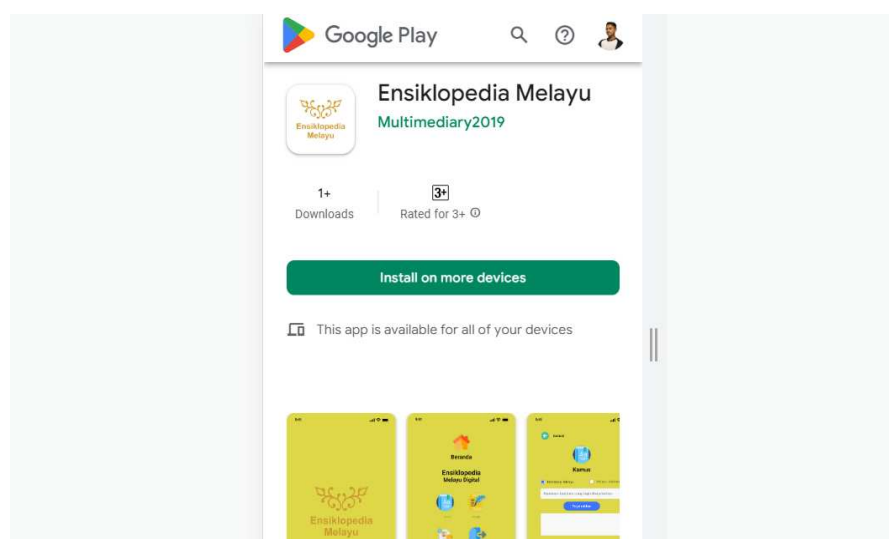 Google Play
Ensiklopedia
Melayu
Ensiklopedia Melayu
Multimediary2019
1+
Downloads
3+
Rated for 3+
Install on more devices
This app is available for all of your devices
Ensiklopedia
Melayu
Beranda
Ensiklopedia
Melayu Digital
Kamus